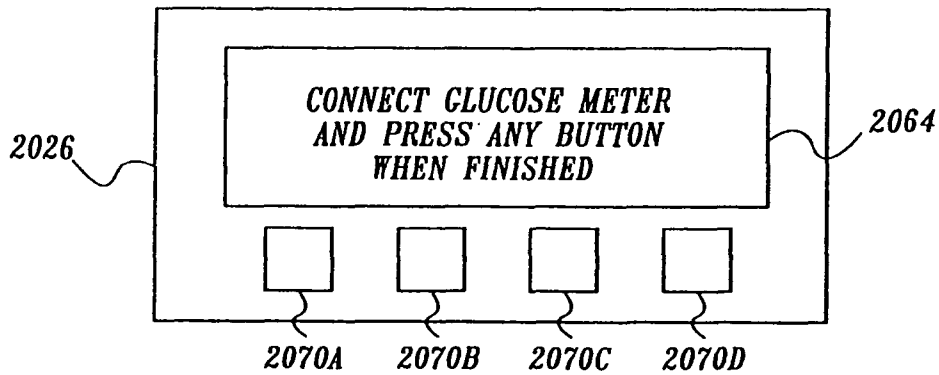 CONNECT GLUCOSE METER
AND PRESS ANY BUTTON
WHEN FINISHED
2026
2064
2070A 2070B 2070C 2070D